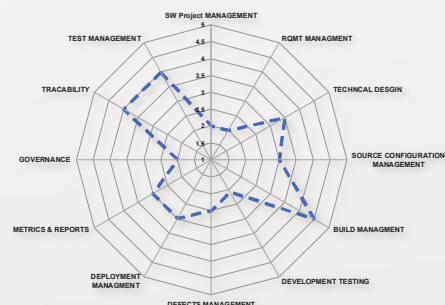 SW Project MANAGEMENT
TEST MANAGEMENT
RQMT MANAGMENT
TRACABILITY
TECHNCAL DESGIN
GOVERNANCE
SOURCE CONFIGURATION
MANAGEMENT
METRICS & REPORTS
BUILD MANAGMENT
DEPLOYMENT
MANAGMENT
DEVELOPMENT TESTING
DEFECTS MANAGEMENT
5
4,5
4
3,5
3
2,5
2
1,5
1